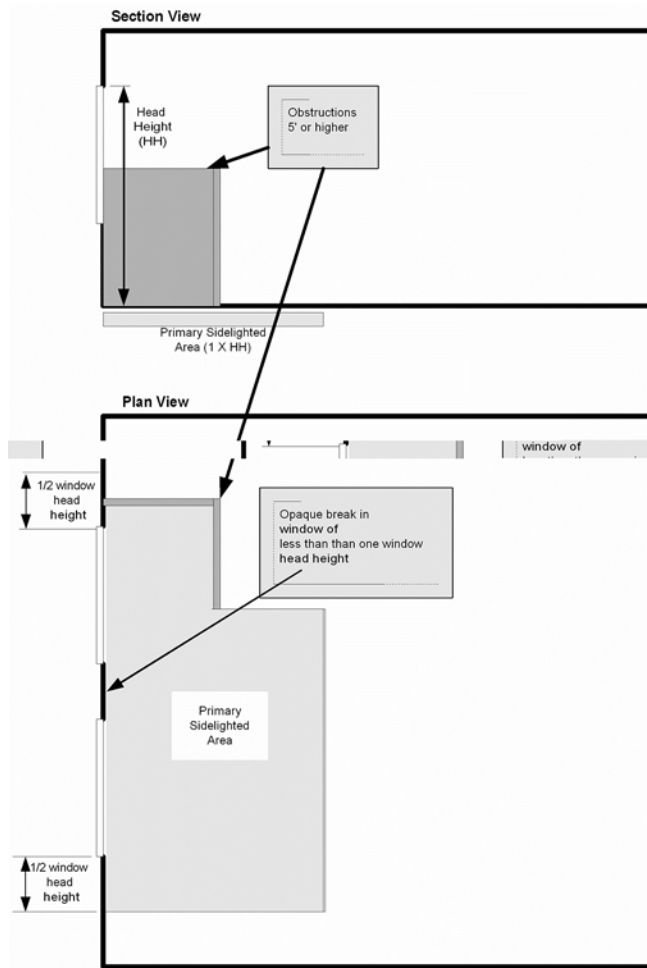 Section View
Head
Height
(HH)
Obstructions
5' or higher
Primary Sidelighted
Area (1 X HH)
Plan View
window of
1/2 window
head
height
Opaque break in
window of
less than than one window
head height
Primary
Sidelighted
Area
1/2 window
head
height